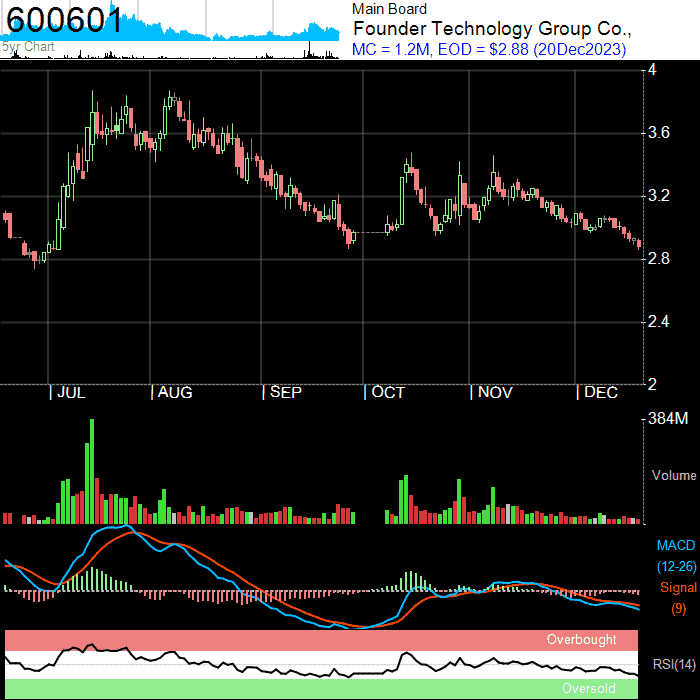 600601
5yr Chart
Main Board
Founder Technology Group Co.,
MC = 1.2M, EOD = $2.88 (20Dec2023)
4
3.6
3.2
2.8
2.4
2
JUL AUG SEP OCT NOV DEC
384M
Volume
MACD
(12-26)
Signal
(9)
Overbought
RSI(14)
Oversold